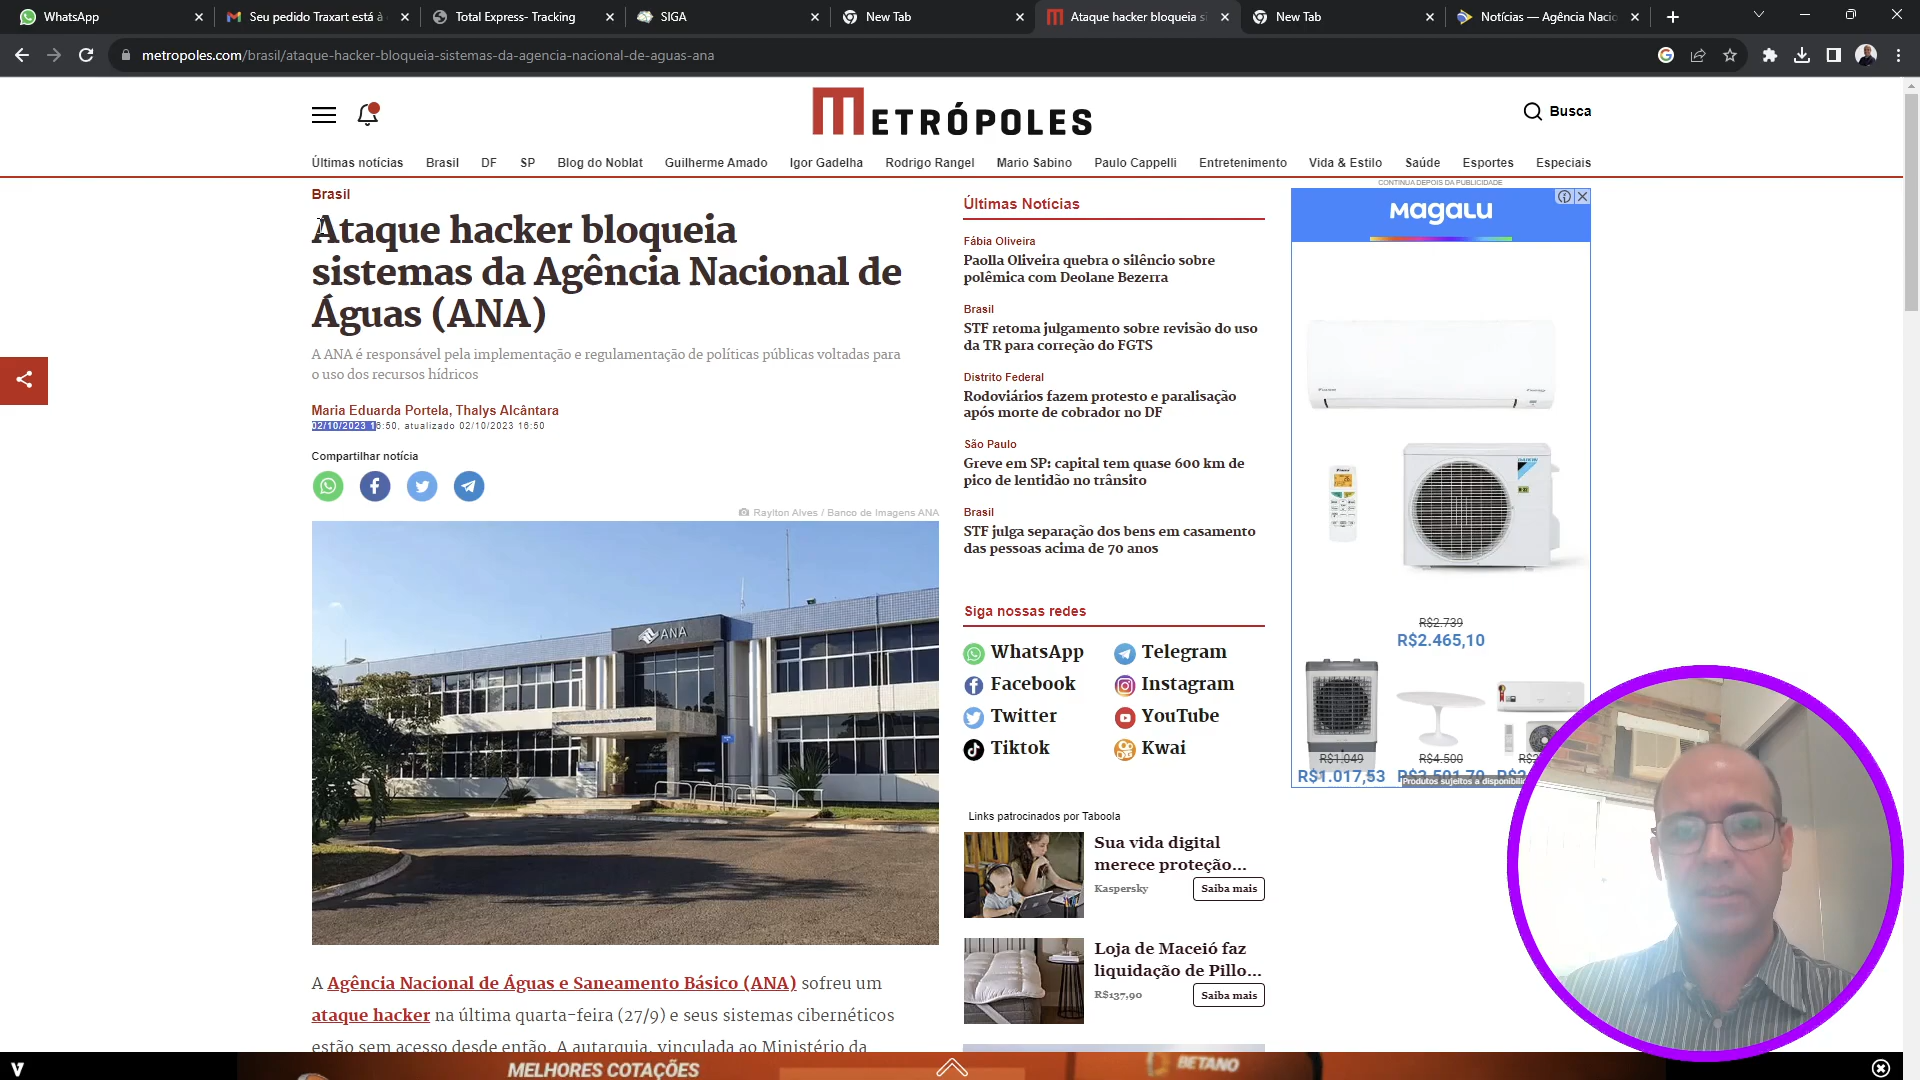 WhatsApp
Seu pedido Traxart está à
Total Express- Tracking
SIGA
New Tab
Ataque hacker bloqueia si
New Tab
Notícias — Agência Nacio
metropoles.com/brasil/ataque-hacker-bloqueia-sistemas-da-agencia-nacional-de-aguas-ana
METRÓPOLES
Busca
Últimas notícias Brasil DF SP Blog do Noblat Guilherme Amado Igor Gadelha Rodrigo Rangel Mario Sabino Paulo Cappelli Entretenimento Vida & Estilo Saúde Esportes Especiais
Brasil
Ataque hacker bloqueia
sistemas da Agência Nacional de
Águas (ANA)
A ANA é responsável pela implementação e regulamentação de políticas públicas voltadas para
o uso dos recursos hídricos
Maria Eduarda Portela, Thalys Alcântara
02/10/2023 16:50, atualizado 02/10/2023 16:50
Compartilhar notícia
Raylton Alves / Banco de Imagens ANA
ANA
A Agência Nacional de Águas e Saneamento Básico (ANA) sofreu um
ataque hacker na última quarta-feira (27/9) e seus sistemas cibernéticos
estão sem acesso desde então. A autarquia, vinculada ao Ministério da
Últimas Notícias
Fábia Oliveira
Paolla Oliveira quebra o silêncio sobre
polêmica com Deolane Bezerra
Brasil
STF retoma julgamento sobre revisão do uso
da TR para correção do FGTS
Distrito Federal
Rodoviários fazem protesto e paralisação
após morte de cobrador no DF
São Paulo
Greve em SP: capital tem quase 600 km de
pico de lentidão no trânsito
Brasil
STF julga separação dos bens em casamento
das pessoas acima de 70 anos
Siga nossas redes
WhatsApp Telegram
Facebook Instagram
Twitter YouTube
Tiktok Kwai
Links patrocinados por Taboola
Sua vida digital
merece proteção...
Kaspersky
Saiba mais
Loja de Maceió faz
liquidação de Pillo...
R$137,90
Saiba mais
CONTINUA DEPOIS DA PUBLICIDADE
MAGALU
R$2.739
R$2.465,10
R$1.049
R$1.017,53
R$4.500
Produtos sujeitos a disponibili
MELHORES COTAÇÕES
BETANO